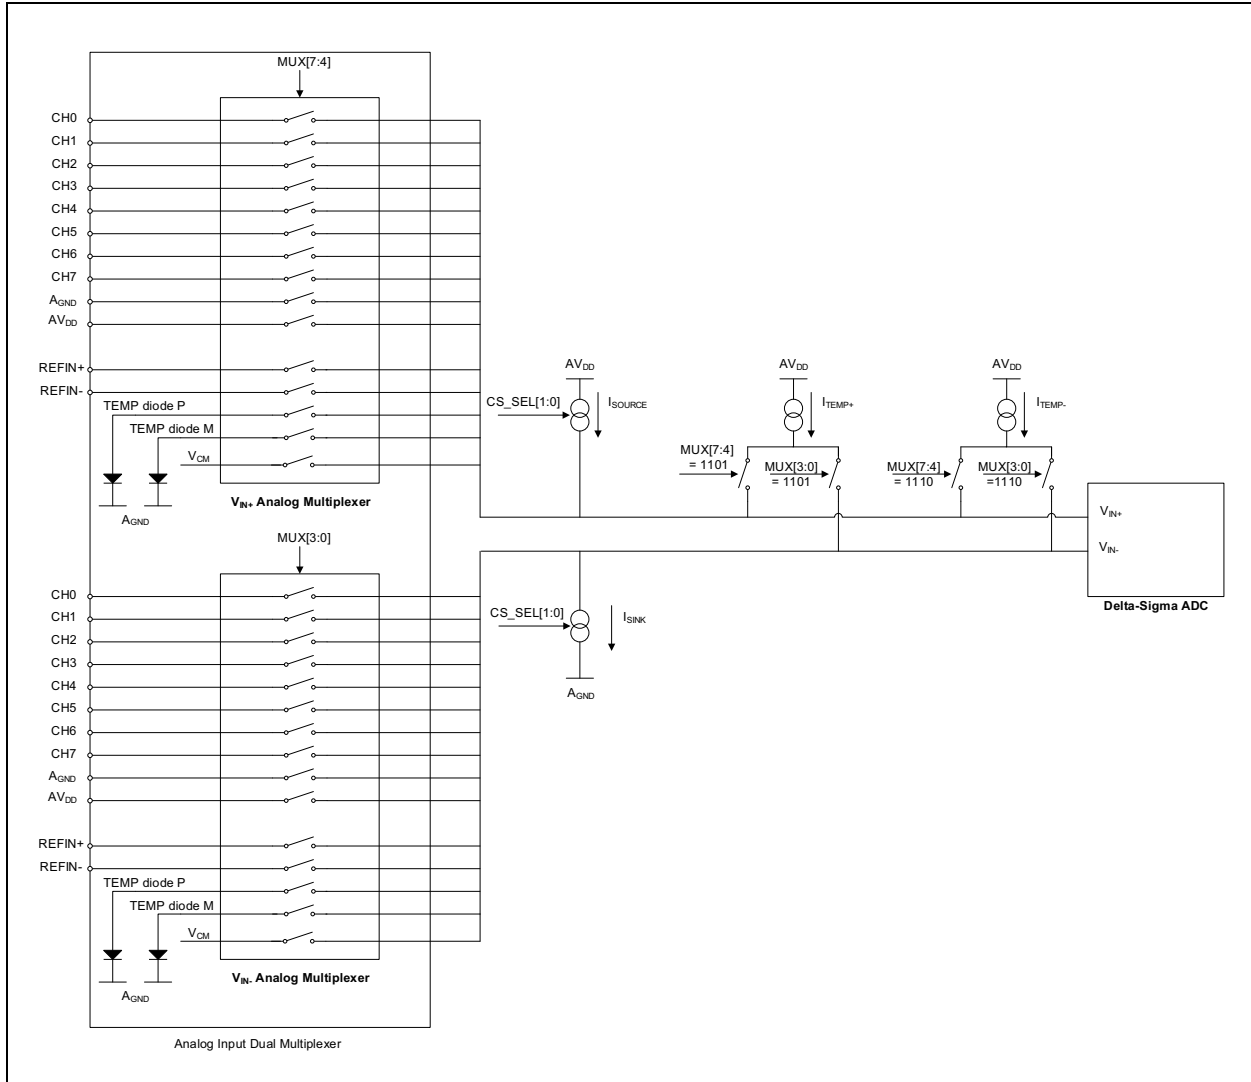 MUX[7:4]
CH0
CH1
CH2
CH3
CH4
CH5
CH6
CH7
AGND
AVDD
REFIN+
REFIN-
TEMP diode P
TEMP diode M
VCM
AGND
VIN+ Analog Multiplexer
MUX[3:0]
CH0
CH1
CH2
CH3
CH4
CH5
CH6
CH7
AGND
AVDD
REFIN+
REFIN-
TEMP diode P
TEMP diode M
VCM
AGND
VIN- Analog Multiplexer
Analog Input Dual Multiplexer
AVDD
CS_SEL[1:0]
ISOURCE
CS_SEL[1:0]
ISINK
AGND
AVDD
ITEMP+
MUX[7:4]
= 1101
MUX[3:0]
= 1101
AVDD
ITEMP-
MUX[7:4]
= 1110
MUX[3:0]
=1110
VIN+
VIN-
Delta-Sigma ADC